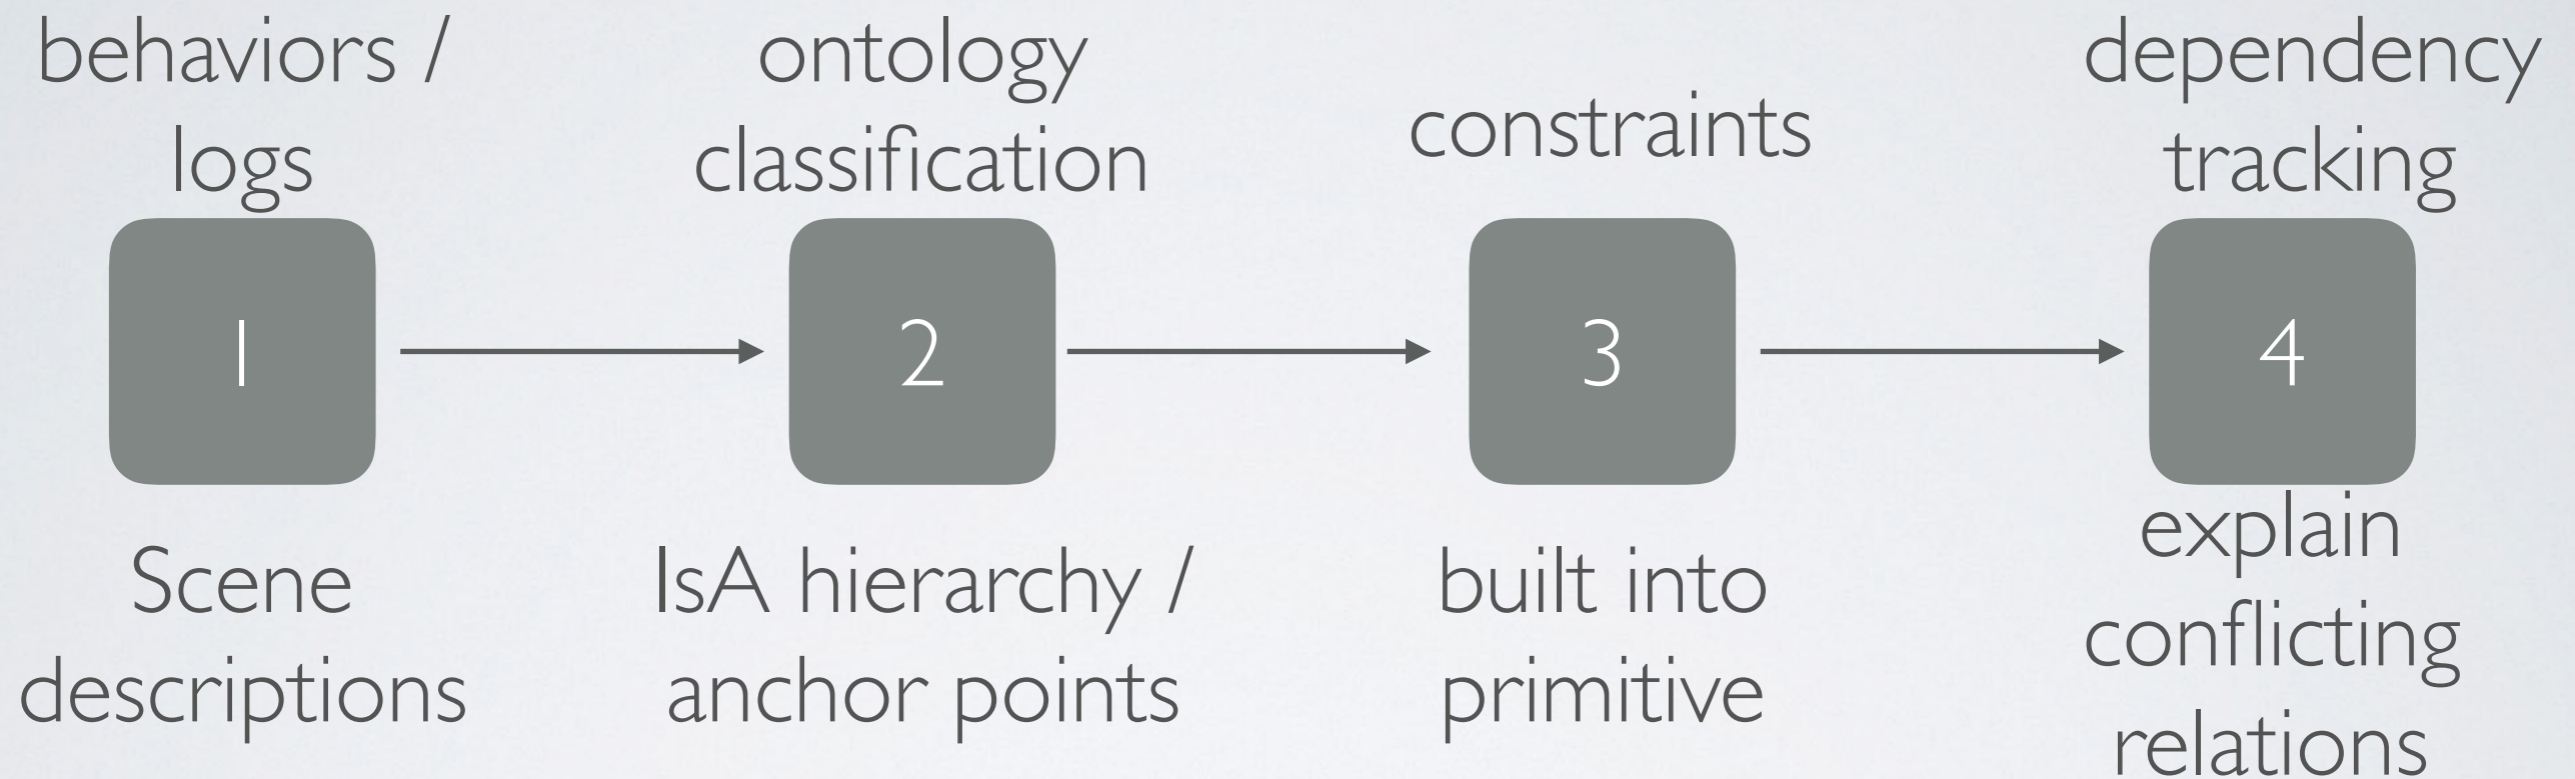 behaviors /
logs
ontology
classification
constraints
dependency
tracking
1
2
3
4
Scene
descriptions
IsA hierarchy /
anchor points
built into
primitive
explain
conflicting
relations